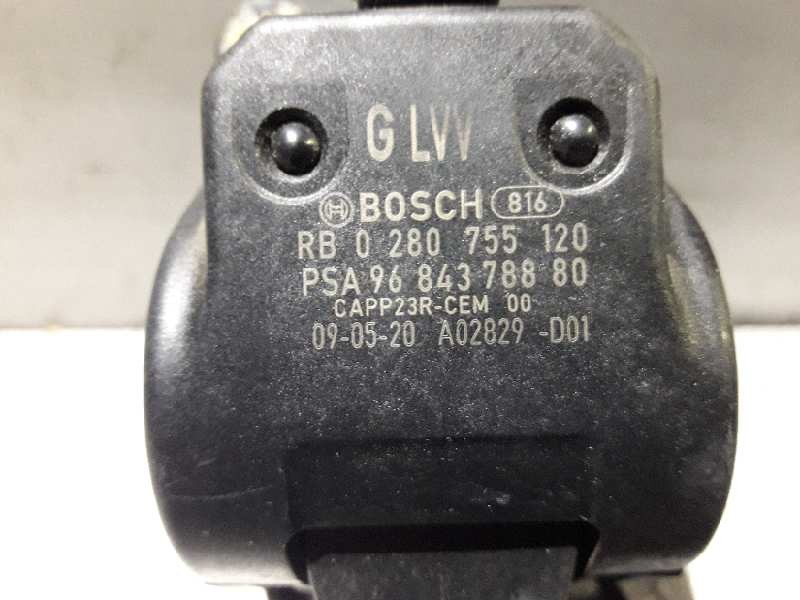 G LVV
BOSCH 816
RB 0 280 755 120
PSA 96 843 788 80
CAPP23R-CEM 00
09-05-20 A02829 -D01